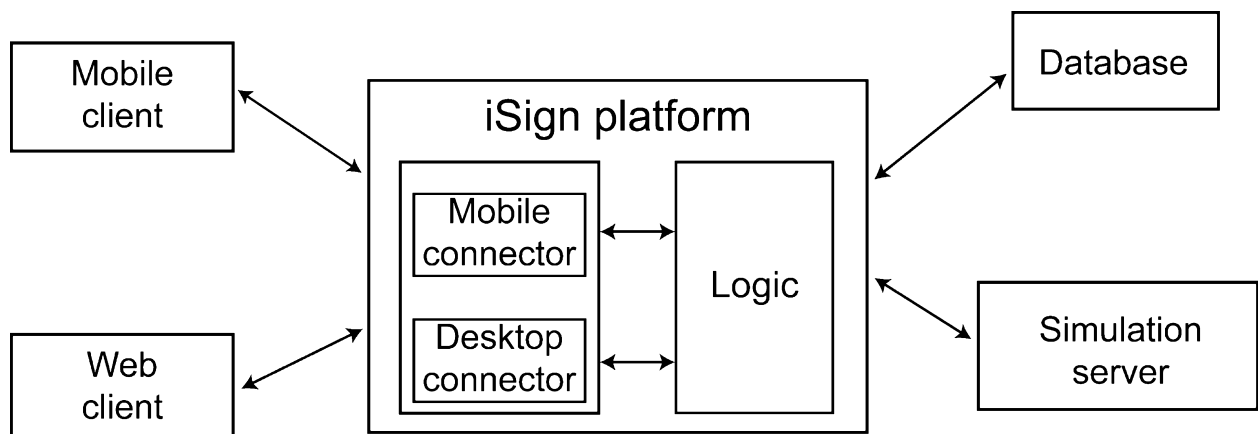 Mobile
client
Web
client
iSign platform
Mobile
connector
Desktop
connector
Logic
Database
Simulation
server